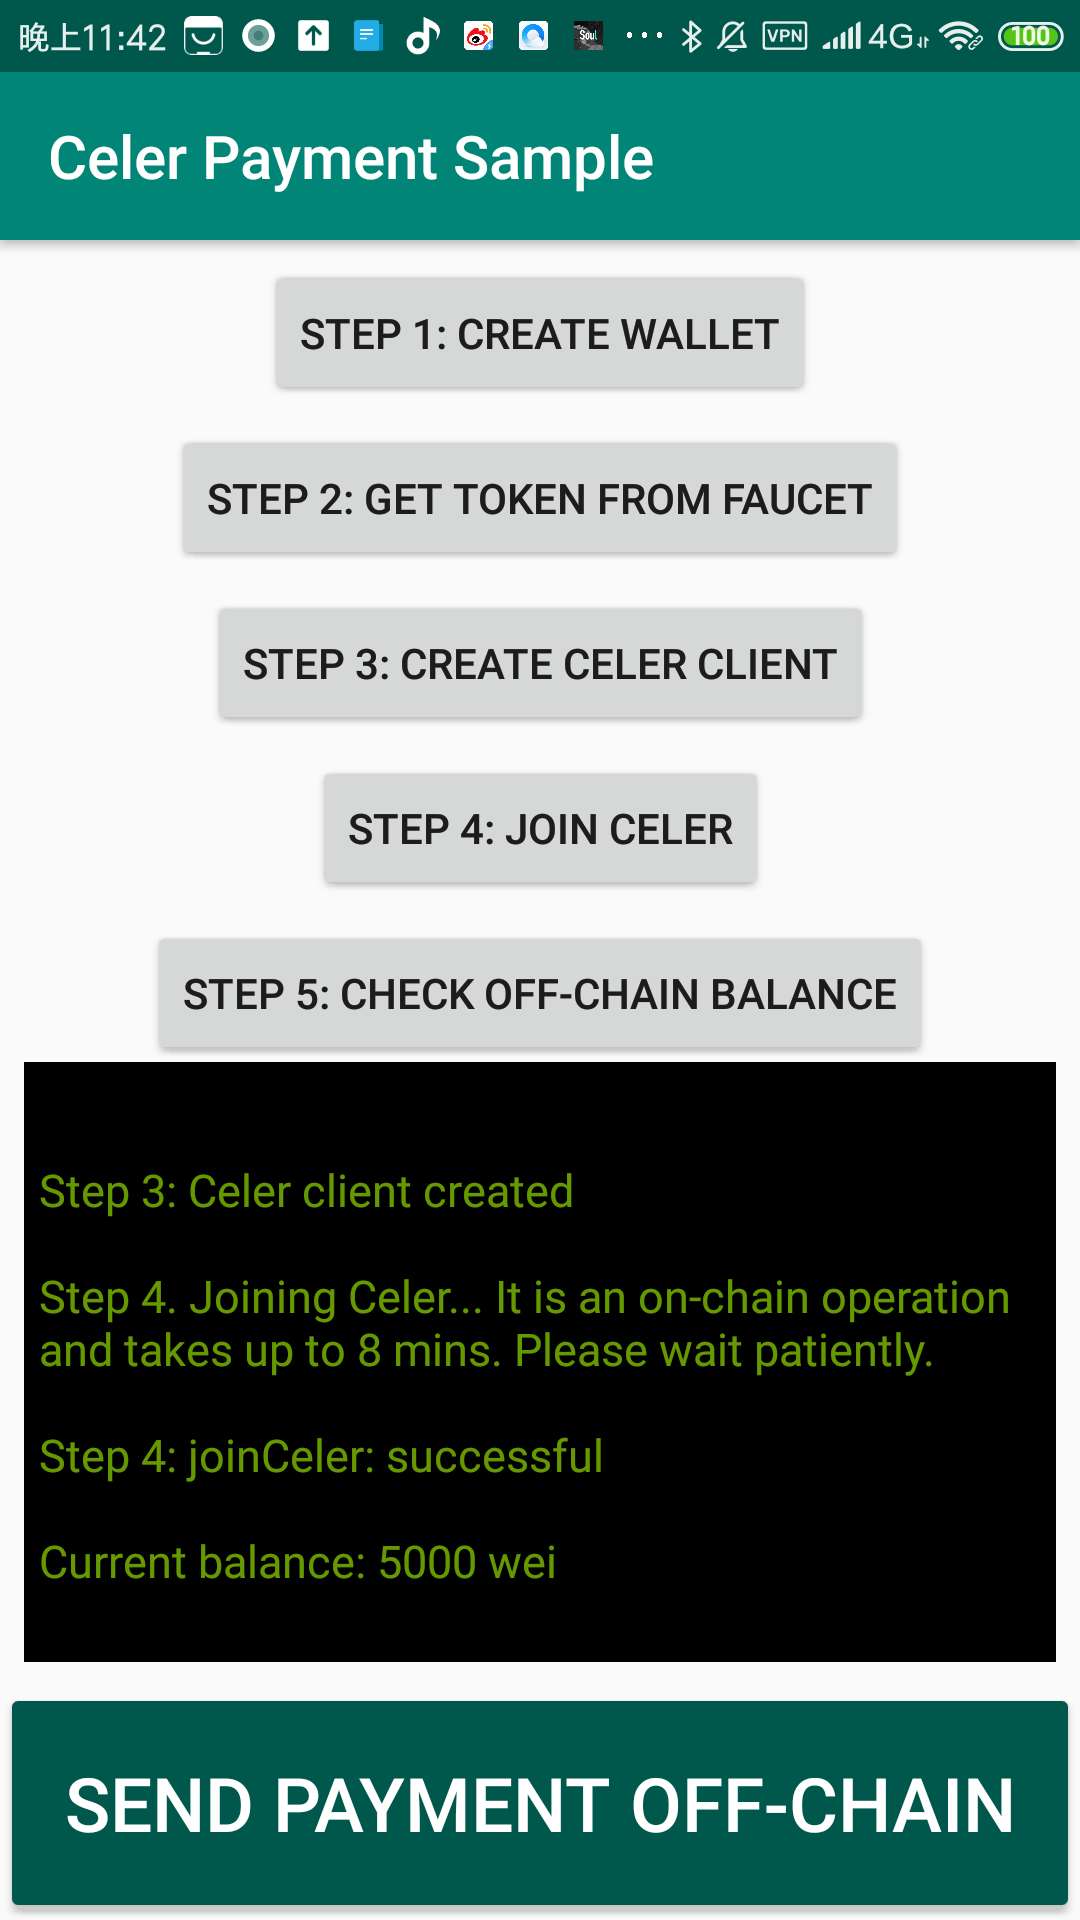 晚上11:42 Soul ... VPN 4G 100
Celer Payment Sample
STEP 1: CREATE WALLET
STEP 2: GET TOKEN FROM FAUCET
STEP 3: CREATE CELER CLIENT
STEP 4: JOIN CELER
STEP 5: CHECK OFF-CHAIN BALANCE
Step 3: Celer client created
Step 4. Joining Celer... It is an on-chain operation
and takes up to 8 mins. Please wait patiently.
Step 4: joinCeler: successful
Current balance: 5000 wei
SEND PAYMENT OFF-CHAIN